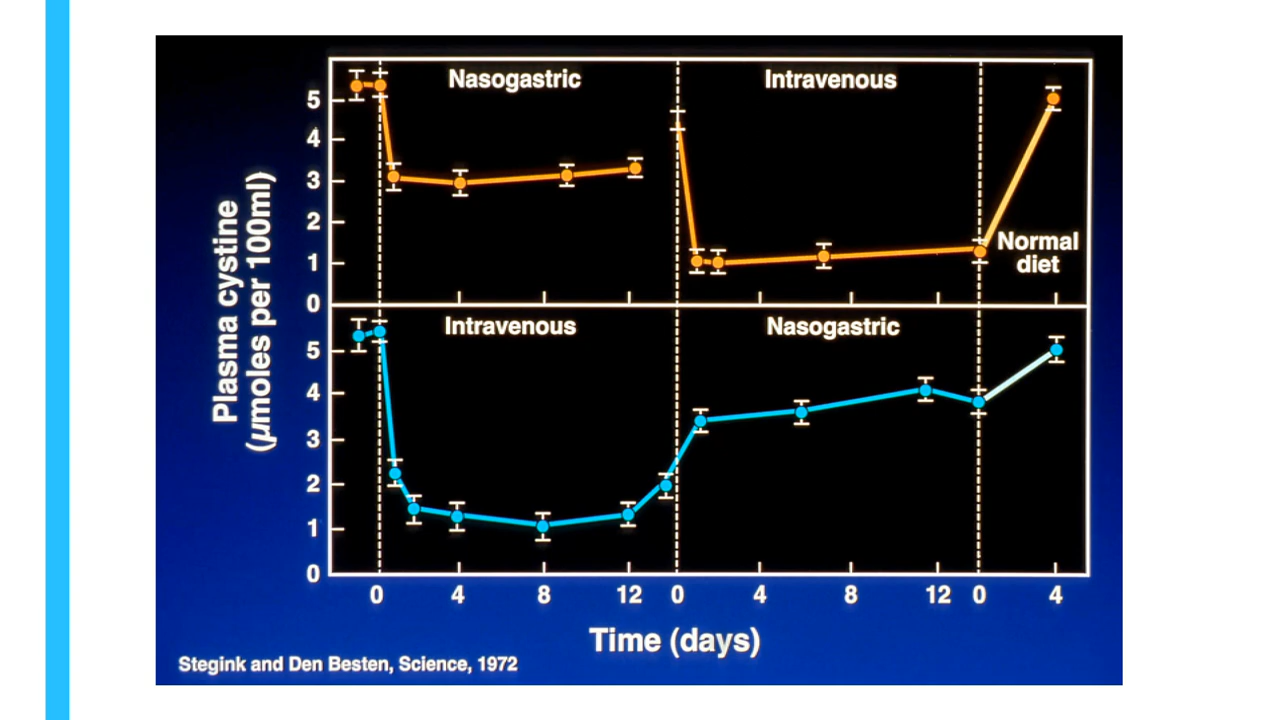 Nasogastric
Intravenous
5
4
3
2
1
0
Normal
diet
Intravenous
Nasogastric
5
4
3
2
1
0
Plasma cystine
(μmoles per 100ml)
0 4 8 12 0 4 8 12 0 4
Time (days)
Stegink and Den Besten, Science, 1972